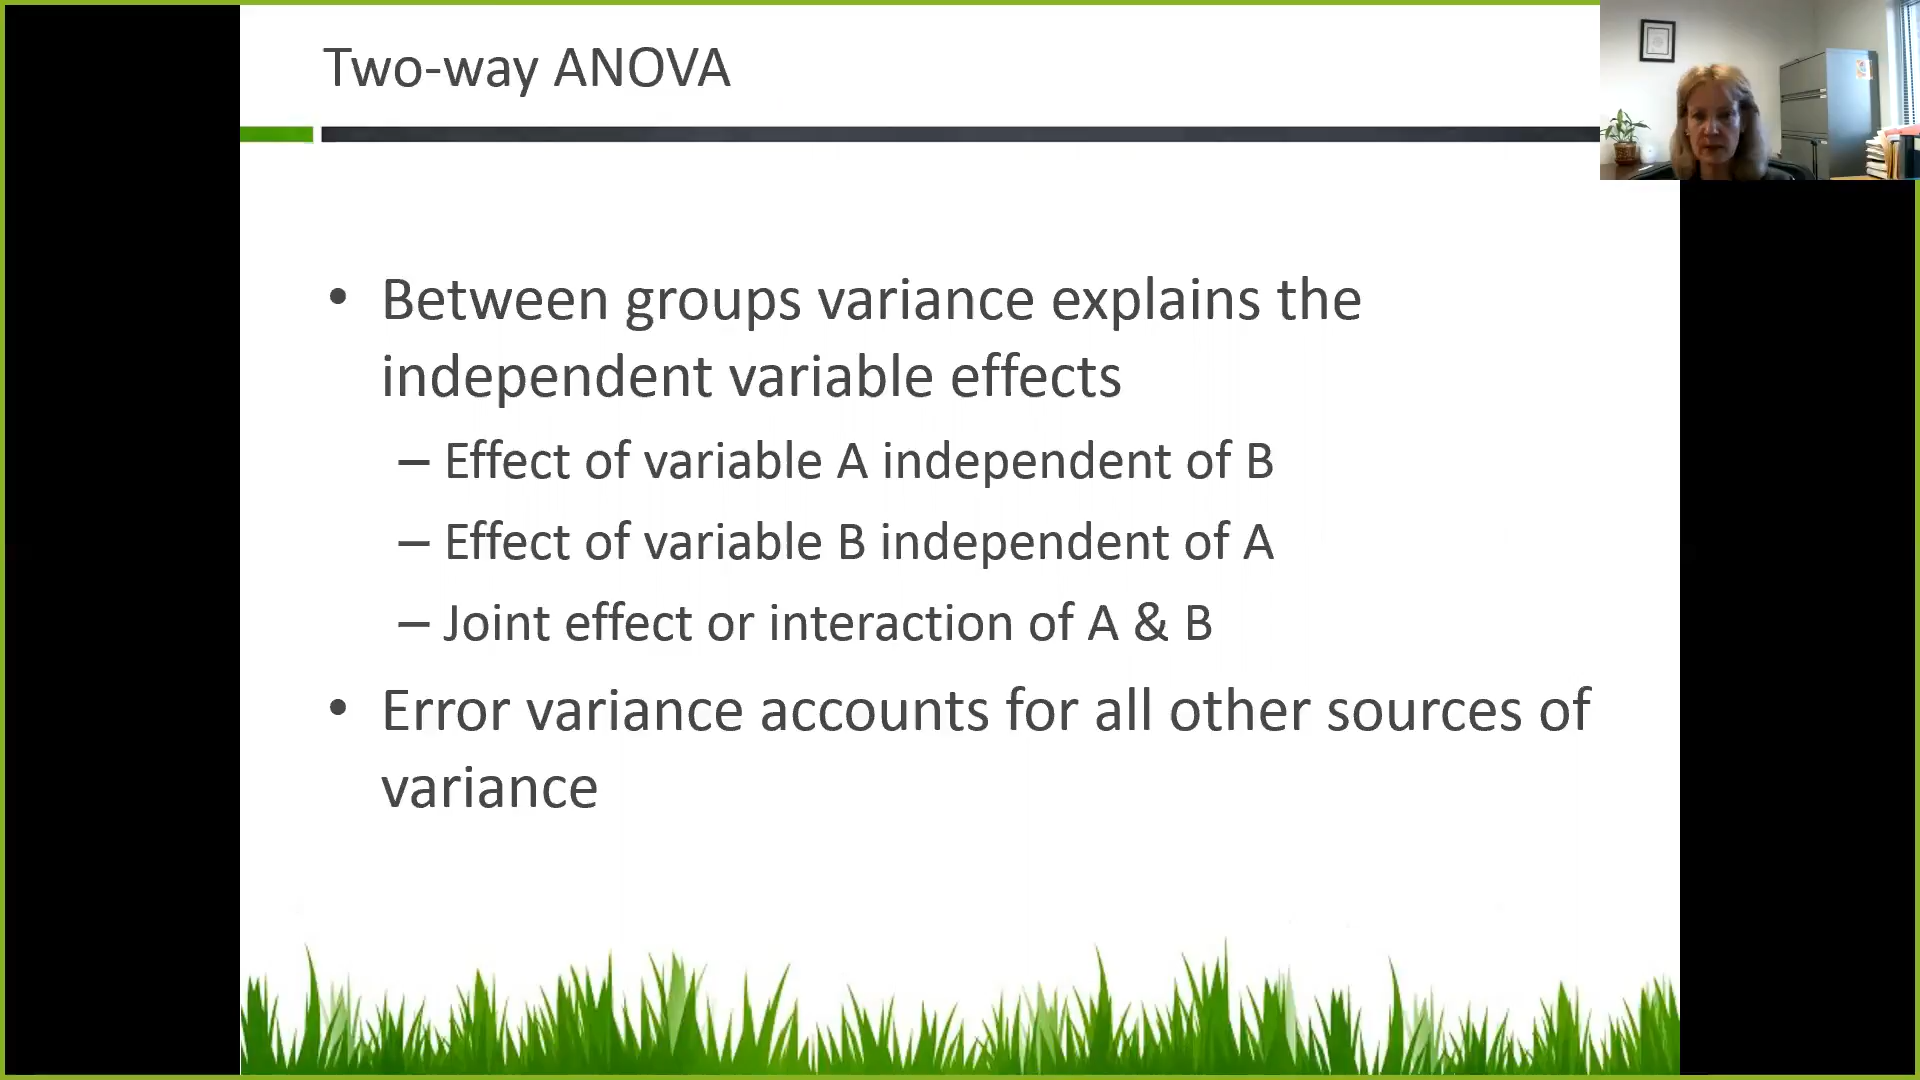 Two-way ANOVA
• Between groups variance explains the
independent variable effects
– Effect of variable A independent of B
– Effect of variable B independent of A
– Joint effect or interaction of A & B
• Error variance accounts for all other sources of
variance